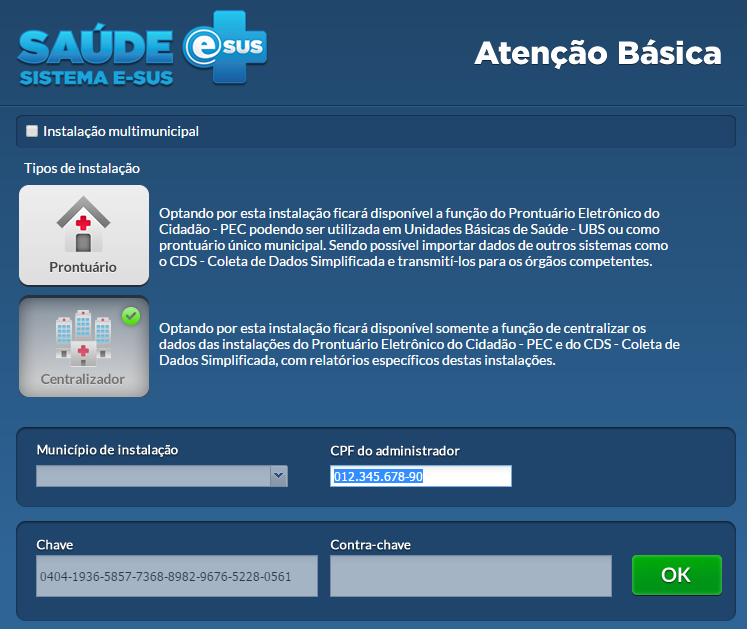 SAÚDE
SISTEMA E-SUS
e SUS
Atenção Básica
Instalação multimunicipal
Tipos de instalação
Prontuário
Optando por esta instalação ficará disponível a função do Prontuário Eletrônico do
Cidadão - PEC podendo ser utilizada em Unidades Básicas de Saúde - UBS ou como
prontuário único municipal. Sendo possível importar dados de outros sistemas como
o CDS - Coleta de Dados Simplificada e transmití-los para os órgãos competentes.
Centralizador
Optando por esta instalação ficará disponível somente a função de centralizar os
dados das instalações do Prontuário Eletrônico do Cidadão - PEC e do CDS - Coleta de
Dados Simplificada, com relatórios específicos destas instalações.
Município de instalação
CPF do administrador
012.345.678-90
Chave
Contra-chave
0404-1936-5857-7368-8982-9676-5228-0561
OK